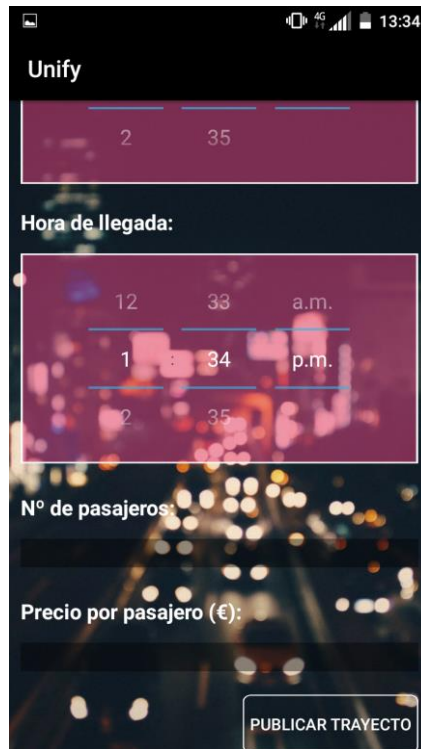 4G 13:34
Unify
2 35
Hora de llegada:
12 33 a.m.
1 : 34 p.m.
2 35
Nº de pasajeros:
Precio por pasajero (€):
PUBLICAR TRAYECTO